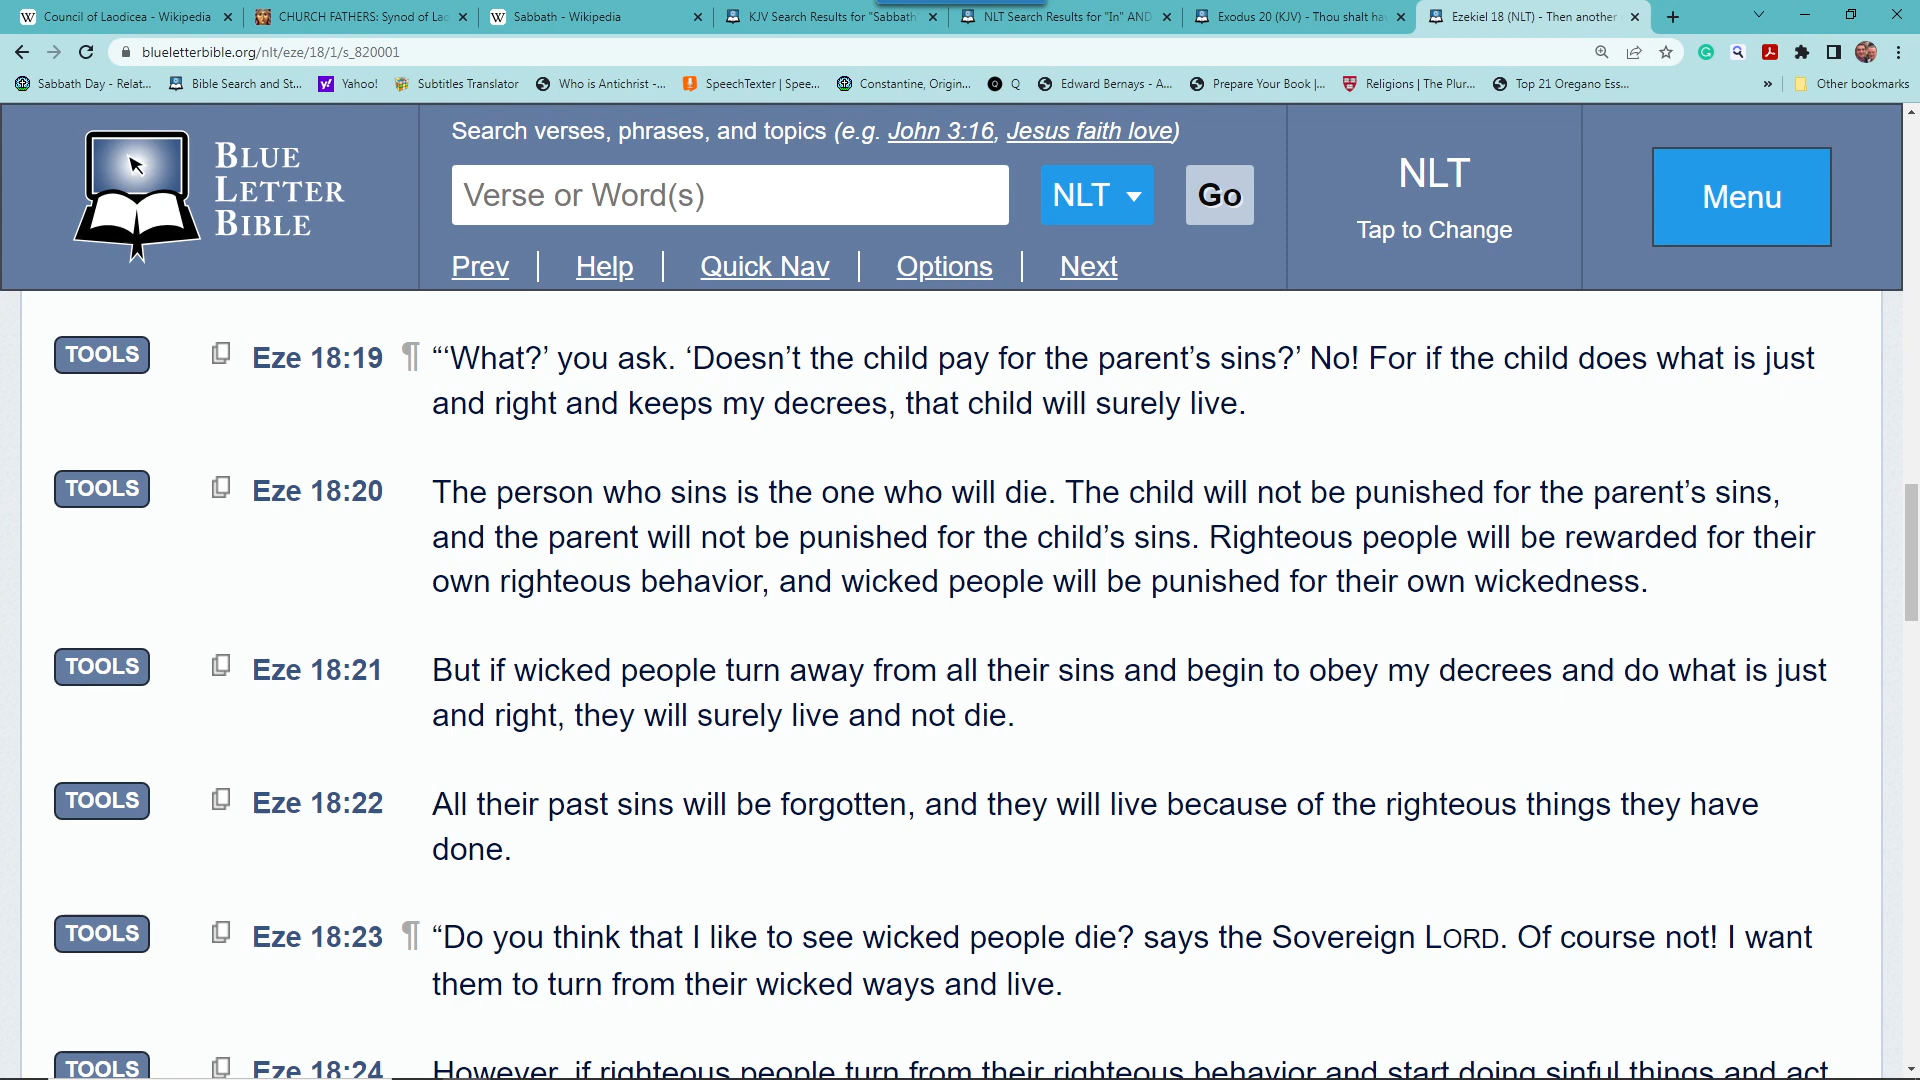 Council of Laodicea - Wikipedia
CHURCH FATHERS: Synod of Lao
Sabbath - Wikipedia
KJV Search Results for "Sabbath"
NLT Search Results for "In" AND
Exodus 20 (KJV) - Thou shalt ha
Ezekiel 18 (NLT) - Then another
blueletterbible.org/nlt/eze/18/1/s_820001
Sabbath Day - Relat...
Bible Search and St...
Yahoo!
Subtitles Translator
Who is Antichrist -...
SpeechTexter | Spee...
Constantine, Origin...
Q
Edward Bernays - A...
Prepare Your Book |...
Religions | The Plur...
Top 21 Oregano Ess...
»
Other bookmarks
BLUE
LETTER
BIBLE
Search verses, phrases, and topics (e.g. John 3:16, Jesus faith love)
Verse or Word(s)
NLT
Go
Prev | Help | Quick Nav | Options | Next
NLT
Tap to Change
Menu
TOOLS Eze 18:19 ¶ “‘What?’ you ask. ‘Doesn’t the child pay for the parent’s sins?’ No! For if the child does what is just
and right and keeps my decrees, that child will surely live.
TOOLS Eze 18:20 The person who sins is the one who will die. The child will not be punished for the parent’s sins,
and the parent will not be punished for the child’s sins. Righteous people will be rewarded for their
own righteous behavior, and wicked people will be punished for their own wickedness.
TOOLS Eze 18:21 But if wicked people turn away from all their sins and begin to obey my decrees and do what is just
and right, they will surely live and not die.
TOOLS Eze 18:22 All their past sins will be forgotten, and they will live because of the righteous things they have
done.
TOOLS Eze 18:23 ¶ “Do you think that I like to see wicked people die? says the Sovereign LORD. Of course not! I want
them to turn from their wicked ways and live.
TOOLS Eze 18:24 However, if righteous people turn from their righteous behavior and start doing sinful things and act